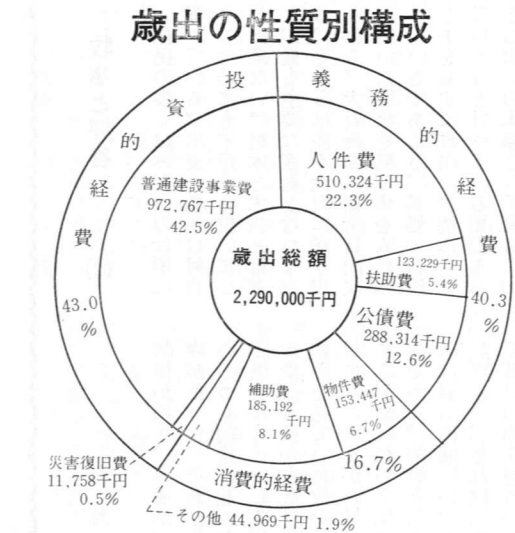 歳出の性質別構成
投資的経費
43.0
%
義務的経費
40.3
%
人件費
510,324千円
22.3%
普通建設事業費
972,767千円
42.5%
歳出総額
2,290,000千円
123.229千円
扶助費 5.4%
公債費
288,314千円
12.6%
物件費
153.447
千円
6.7%
補助費
185.192
千円
8.1%
16.7%
消費的経費
災害復旧費
11,758千円
0.5%
その他 44,969千円 1.9%